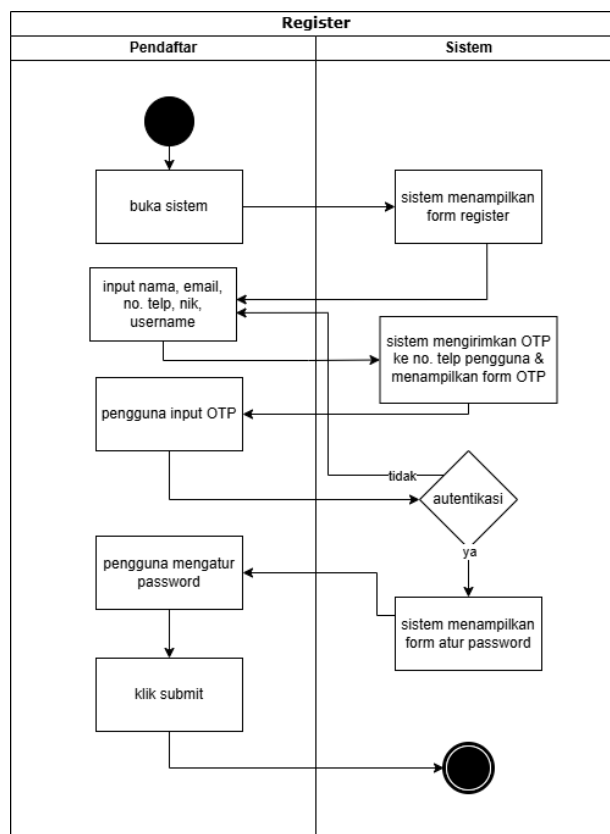 Register
Pendaftar
Sistem
buka sistem
sistem menampilkan
form register
input nama, email,
no. telp, nik,
username
sistem mengirimkan OTP
ke no. telp pengguna &
menampilkan form OTP
pengguna input OTP
tidak
autentikasi
ya
pengguna mengatur
password
sistem menampilkan
form atur password
klik submit